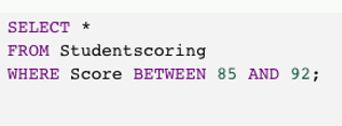 SELECT *
FROM Studentscoring
WHERE Score BETWEEN 85 AND 92;